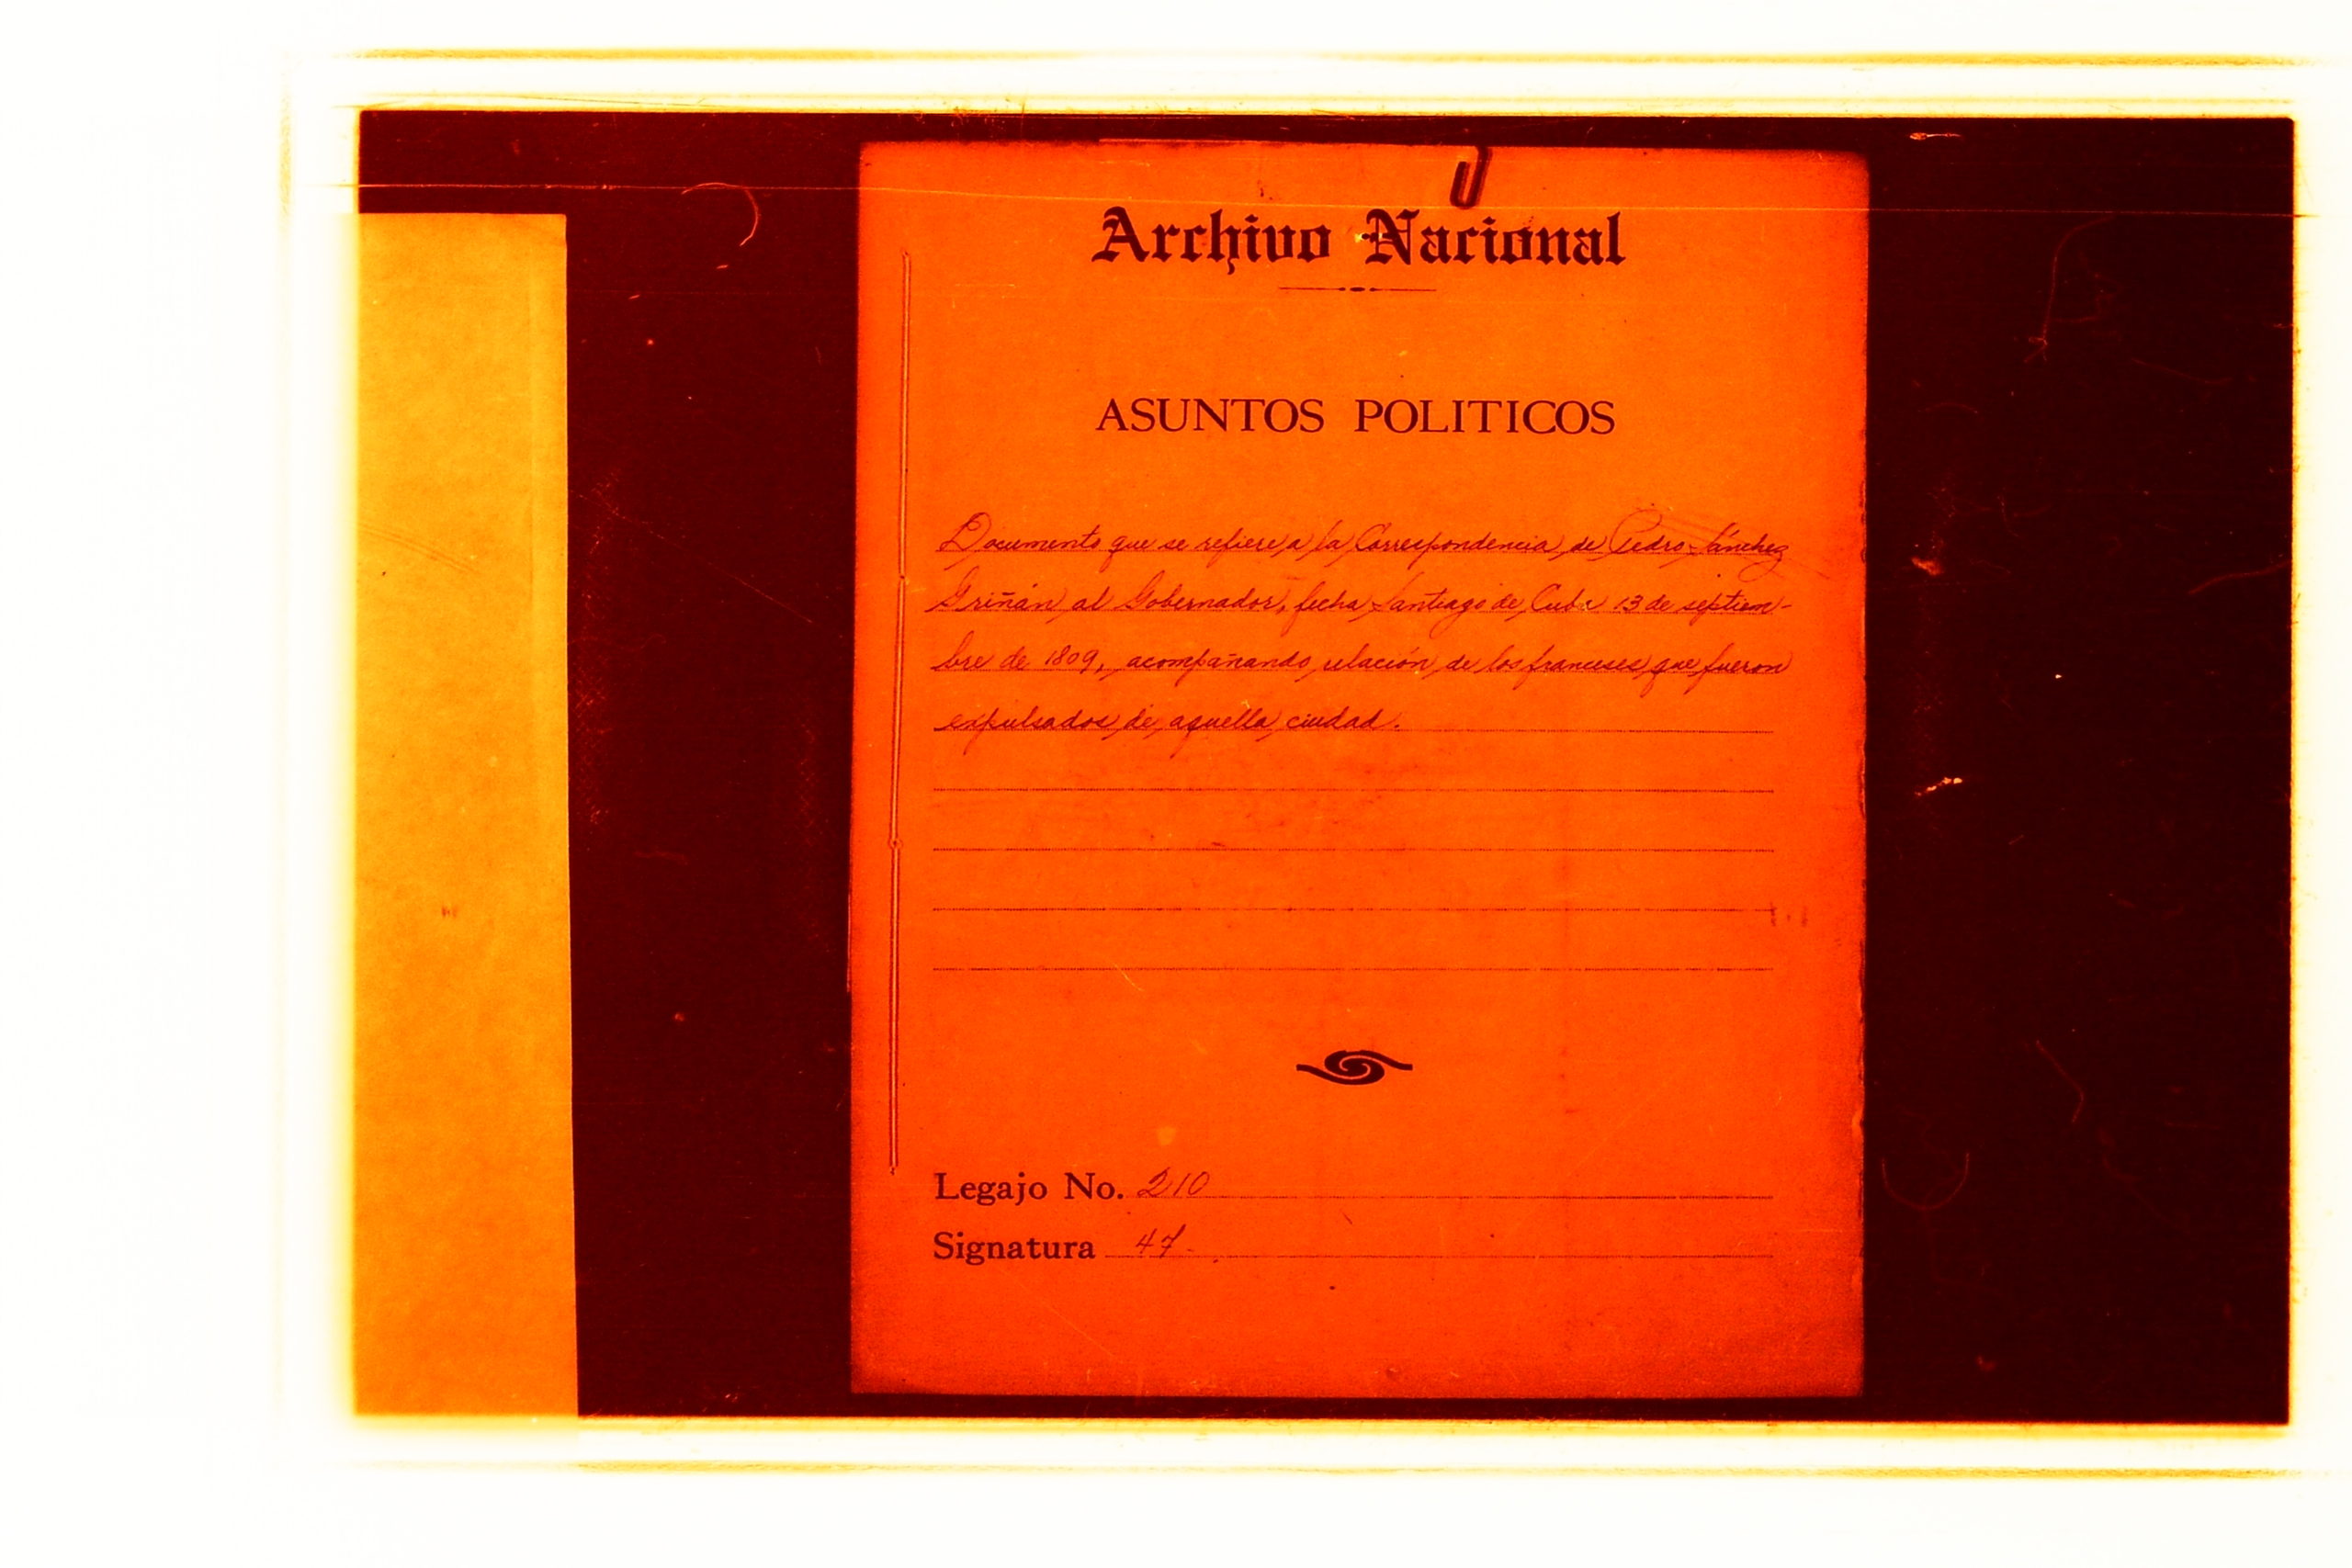 Archivo Nacional
ASUNTOS POLITICOS
Documento que se refiere a la Correspondencia de Pedro Sánchez
Griñán al Gobernador, fecha Santiago de Cuba 13 de septiem-
bre de 1809, acompañando relación de los franceses que fueron
expulsados de aquella ciudad.
Legajo No. 210
Signatura 47.